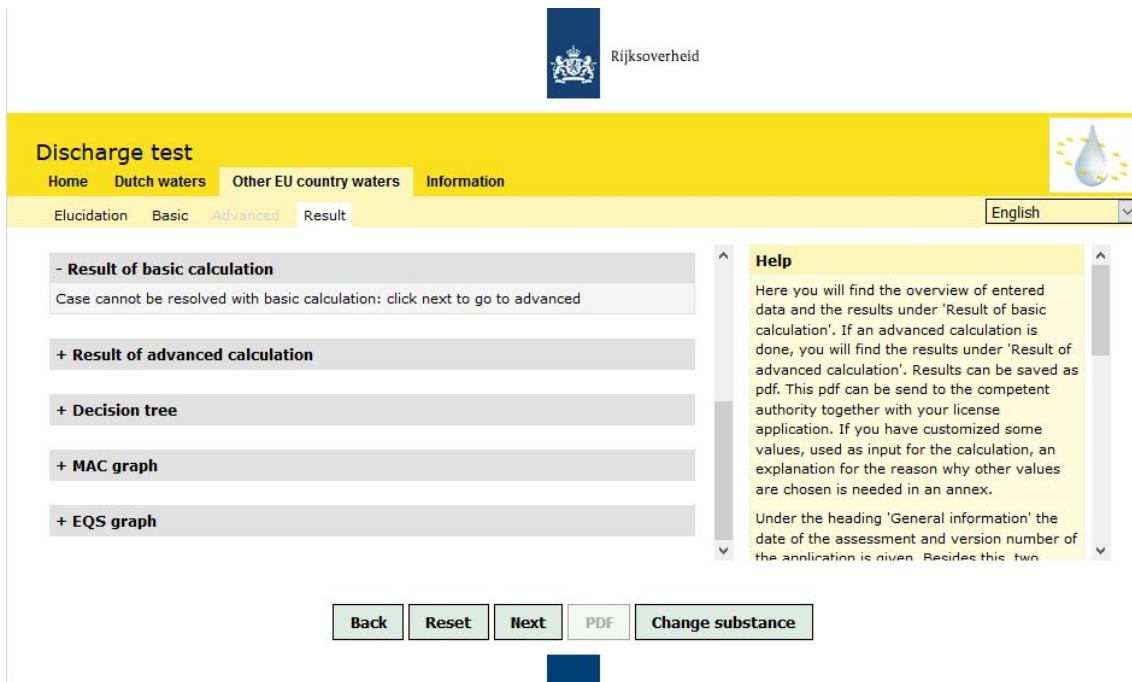 Rijksoverheid
Discharge test
Home Dutch waters Other EU country waters Information
Elucidation Basic Advanced Result
English
- Result of basic calculation
Case cannot be resolved with basic calculation: click next to go to advanced
+ Result of advanced calculation
+ Decision tree
+ MAC graph
+ EQS graph
Help
Here you will find the overview of entered
data and the results under 'Result of basic
calculation'. If an advanced calculation is
done, you will find the results under 'Result of
advanced calculation'. Results can be saved as
pdf. This pdf can be send to the competent
authority together with your license
application. If you have customized some
values, used as input for the calculation, an
explanation for the reason why other values
are chosen is needed in an annex.
Under the heading 'General information' the
date of the assessment and version number of
the application is given. Besides this, two
Back Reset Next PDF Change substance